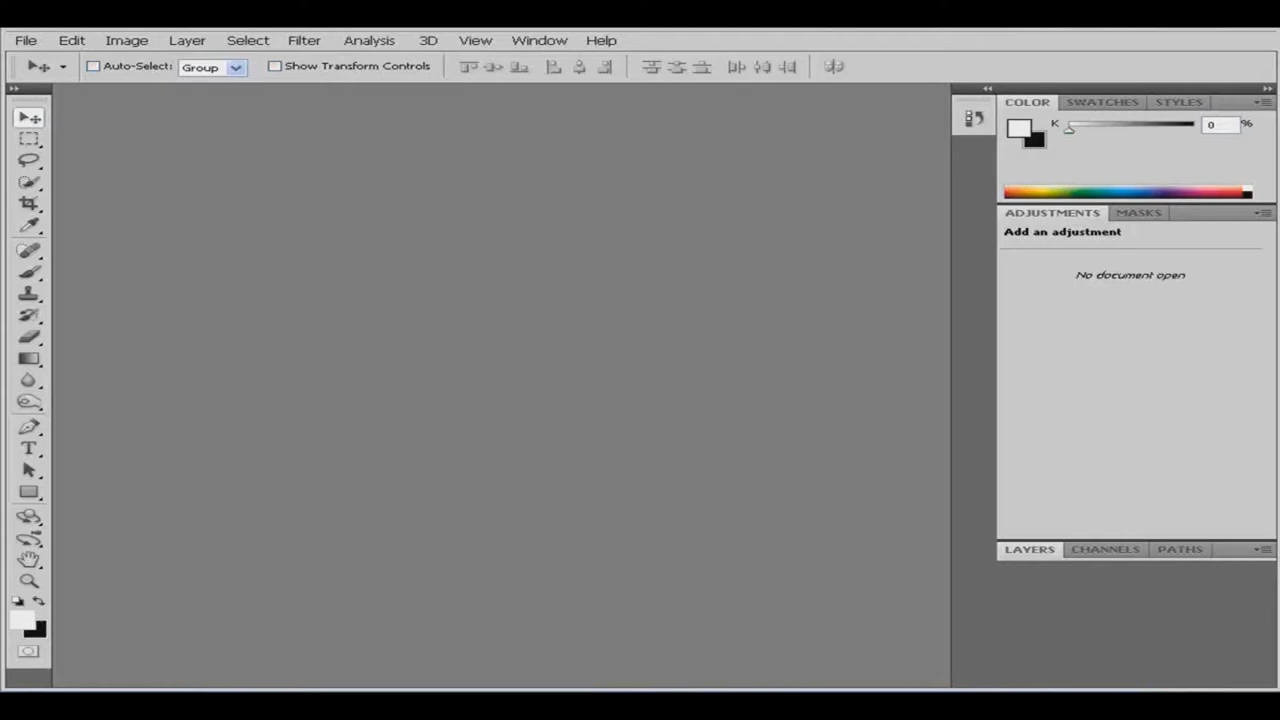 File Edit Image Layer Select Filter Analysis 3D View Window Help
Auto-Select: Group Show Transform Controls
COLOR SWATCHES STYLES
K 0 %
ADJUSTMENTS MASKS
Add an adjustment
No document open
T
LAYERS CHANNELS PATHS